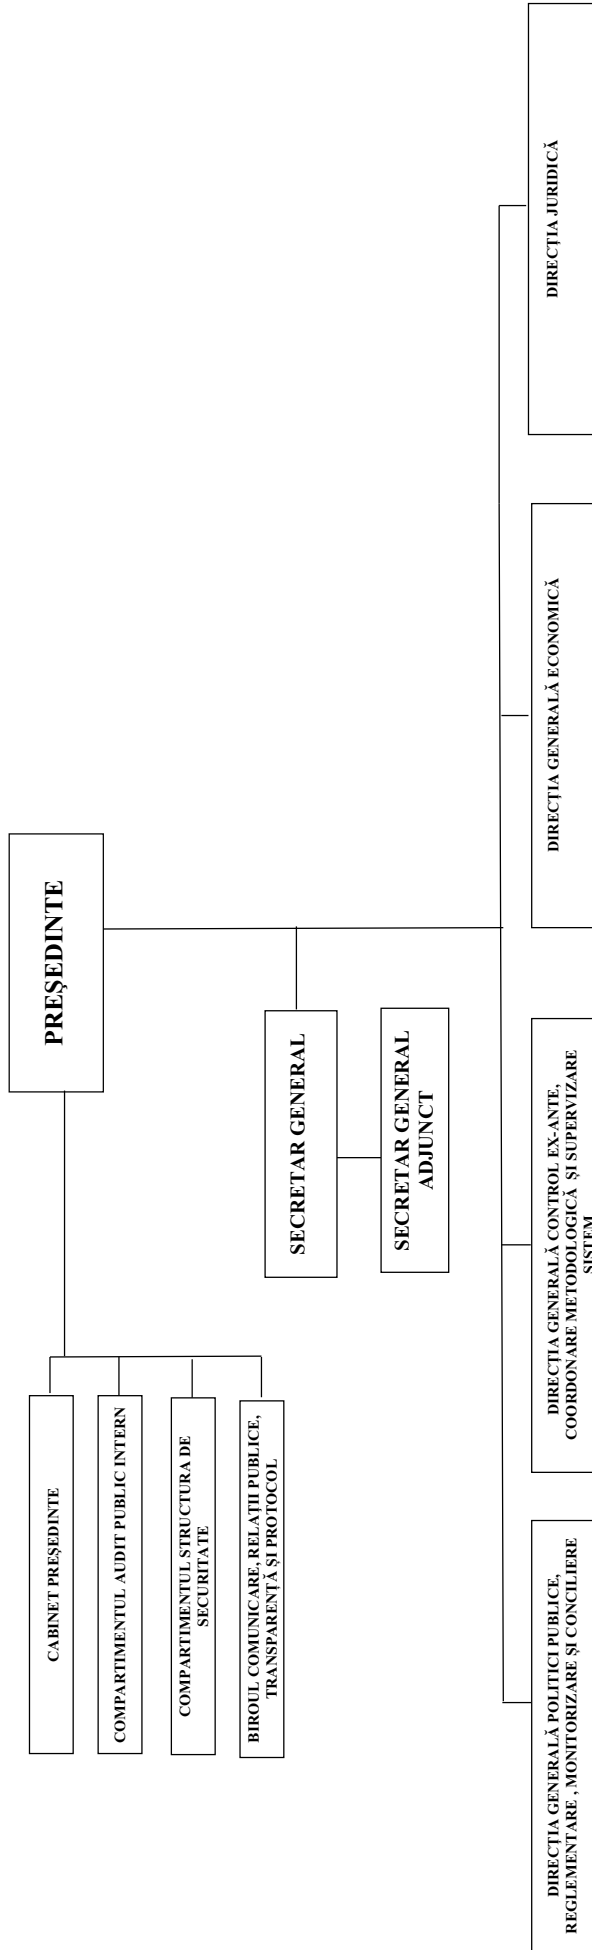 PREȘEDINTE
CABINET PREȘEDINTE
COMPARTIMENTUL AUDIT PUBLIC INTERN
COMPARTIMENTUL STRUCTURA DE
SECURITATE
BIROUL COMUNICARE, RELAȚII PUBLICE,
TRANSPARENȚĂ ȘI PROTOCOL
SECRETAR GENERAL
SECRETAR GENERAL
ADJUNCT
DIRECȚIA GENERALĂ POLITICI PUBLICE,
REGLEMENTARE , MONITORIZARE ȘI CONCILIERE
DIRECȚIA GENERALĂ CONTROL EX-ANTE,
COORDONARE METODOLOGICĂ ȘI SUPERVIZARE
SISTEM
DIRECȚIA GENERALĂ ECONOMICĂ
DIRECȚIA JURIDICĂ